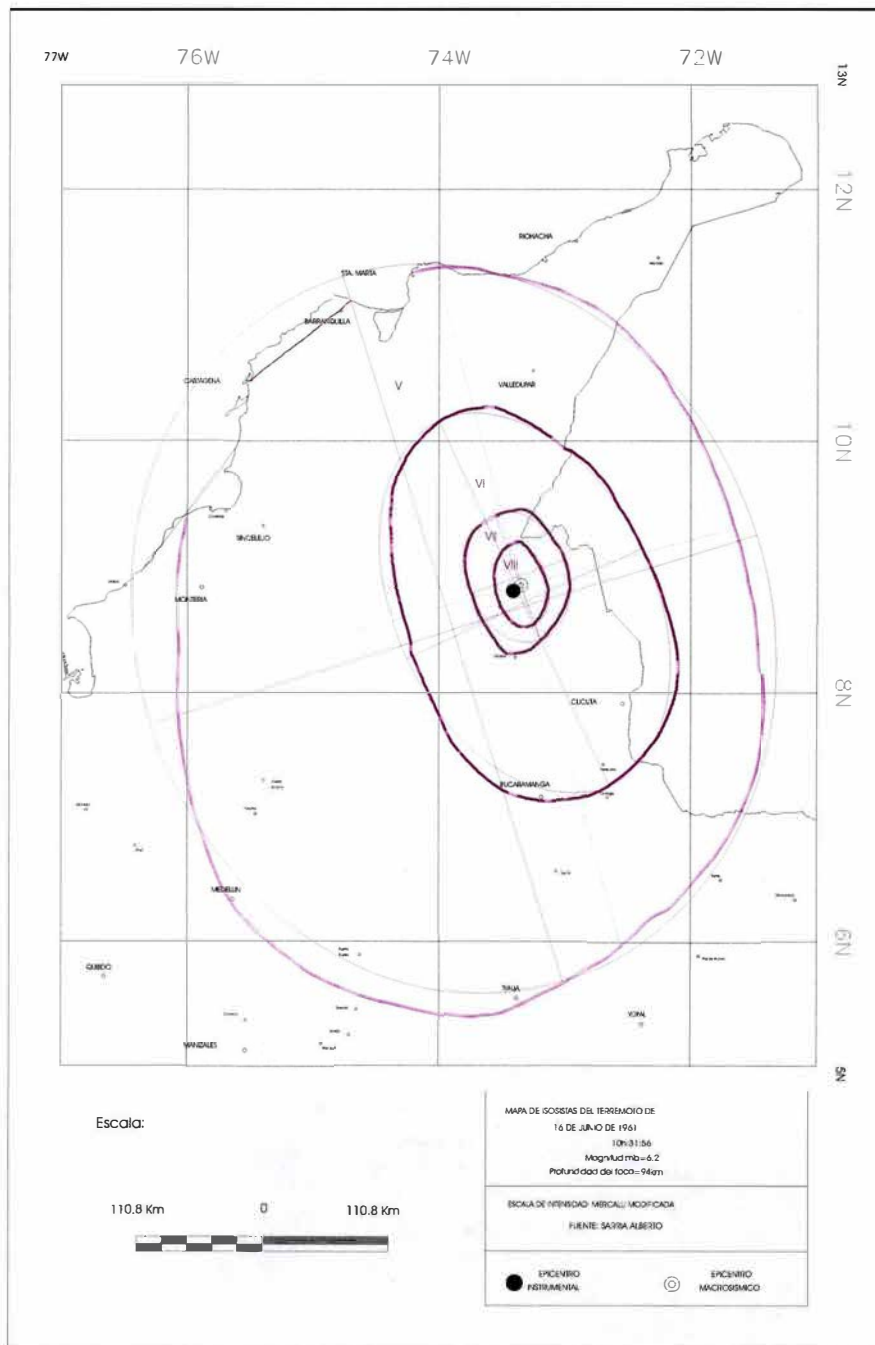 77W
76W
74W
72W
13N
12N
RIOHACHA
STA. MARTA
BARRANQUILLA
CARTAGENA
V
VALLEDUPAR
10N
VI
SINCELEJO
VII
VIII
MONTERIA
8N
CUCUTA
BUCARAMANGA
MEDELLIN
6N
QUIBDO
TUNJA
YOPAL
MANIZALES
5N
Escala:
110.8 Km
0
110.8 Km
MAPA DE ISOSISTAS DEL TERREMOTO DE
16 DE JUNIO DE 1961
10h:31:56
Magnitud mb=6.2
Profundidad del foco=94km
ESCALA DE INTENSIDAD: MERCALLI MODIFICADA
FUENTE: SARRIA ALBERTO
EPICENTRO
INSTRUMENTAL
EPICENTRO
MACROSISMICO